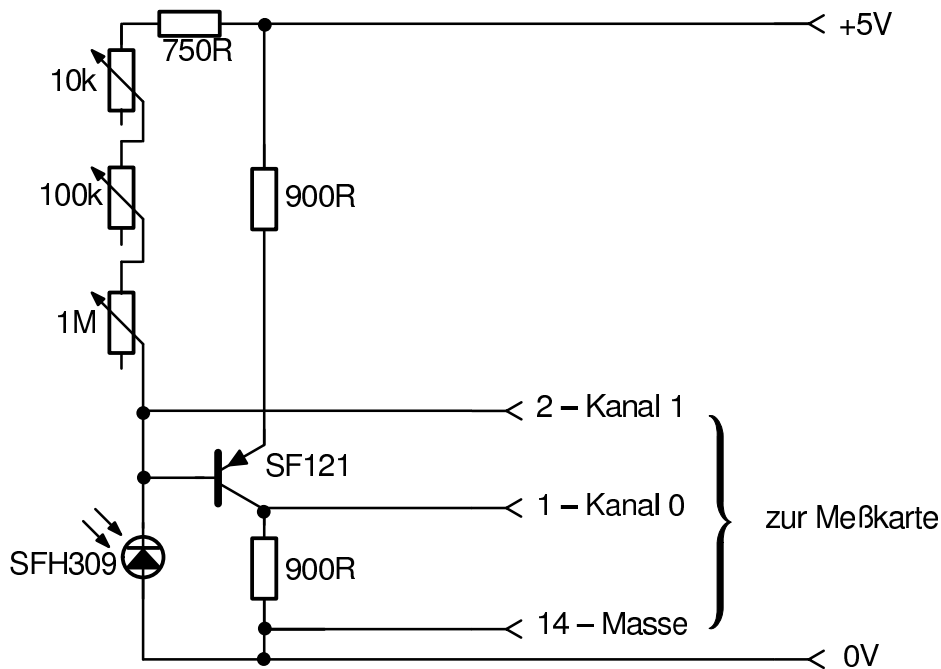 +5V
750R
10k
100k
900R
1M
2 – Kanal 1
SF121
1 – Kanal 0
zur Meßkarte
SFH309
900R
14 – Masse
0V